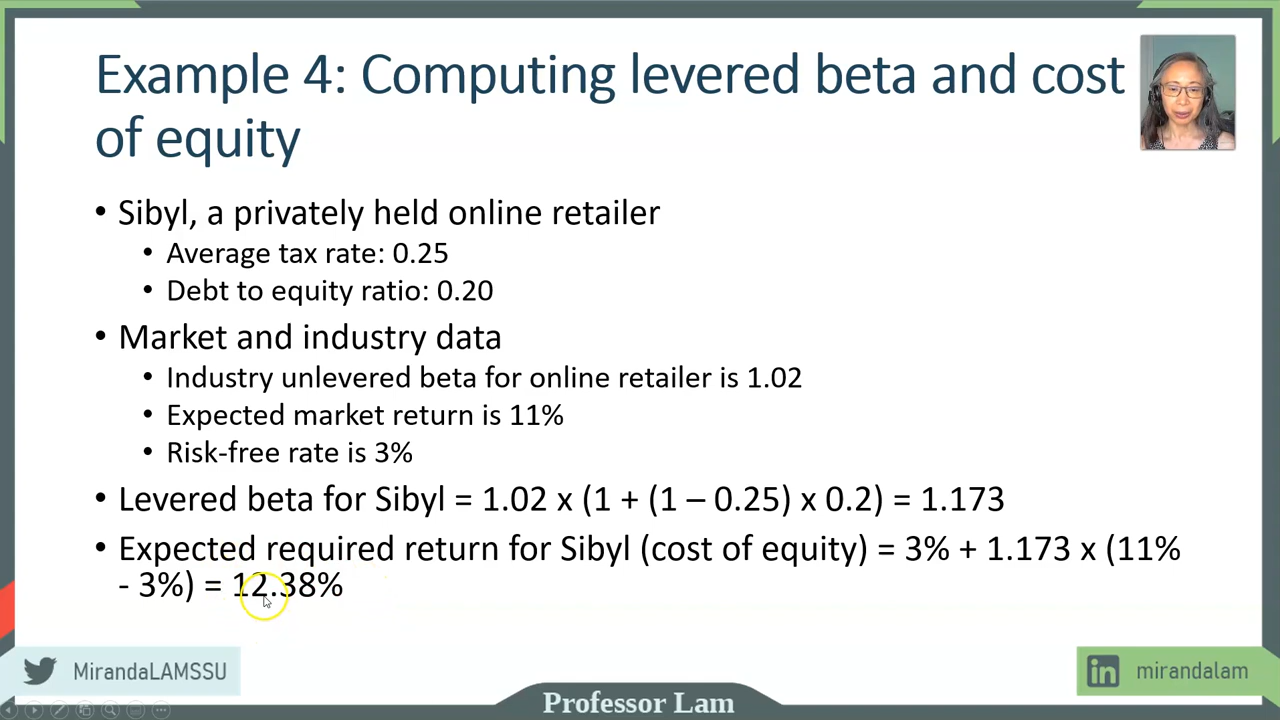 Example 4: Computing levered beta and cost
of equity
• Sibyl, a privately held online retailer
• Average tax rate: 0.25
• Debt to equity ratio: 0.20
• Market and industry data
• Industry unlevered beta for online retailer is 1.02
• Expected market return is 11%
• Risk-free rate is 3%
• Levered beta for Sibyl = 1.02 x (1 + (1 – 0.25) x 0.2) = 1.173
• Expected required return for Sibyl (cost of equity) = 3% + 1.173 x (11%
- 3%) = 12.38%
MirandaLAMSSU
in mirandalam
Professor Lam